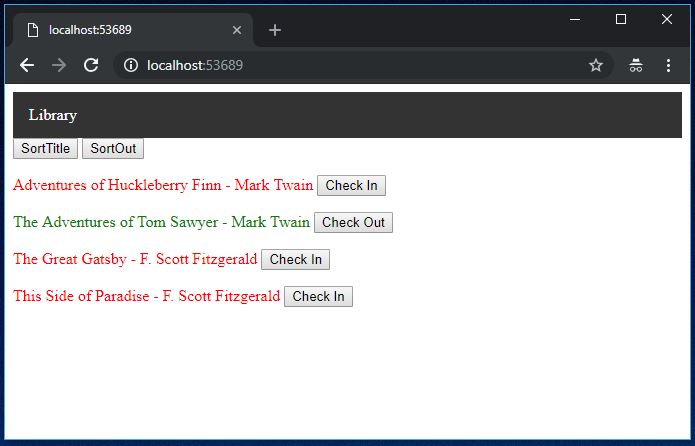 localhost:53689
localhost:53689
Library
SortTitle SortOut
Adventures of Huckleberry Finn - Mark Twain Check In
The Adventures of Tom Sawyer - Mark Twain Check Out
The Great Gatsby - F. Scott Fitzgerald Check In
This Side of Paradise - F. Scott Fitzgerald Check In